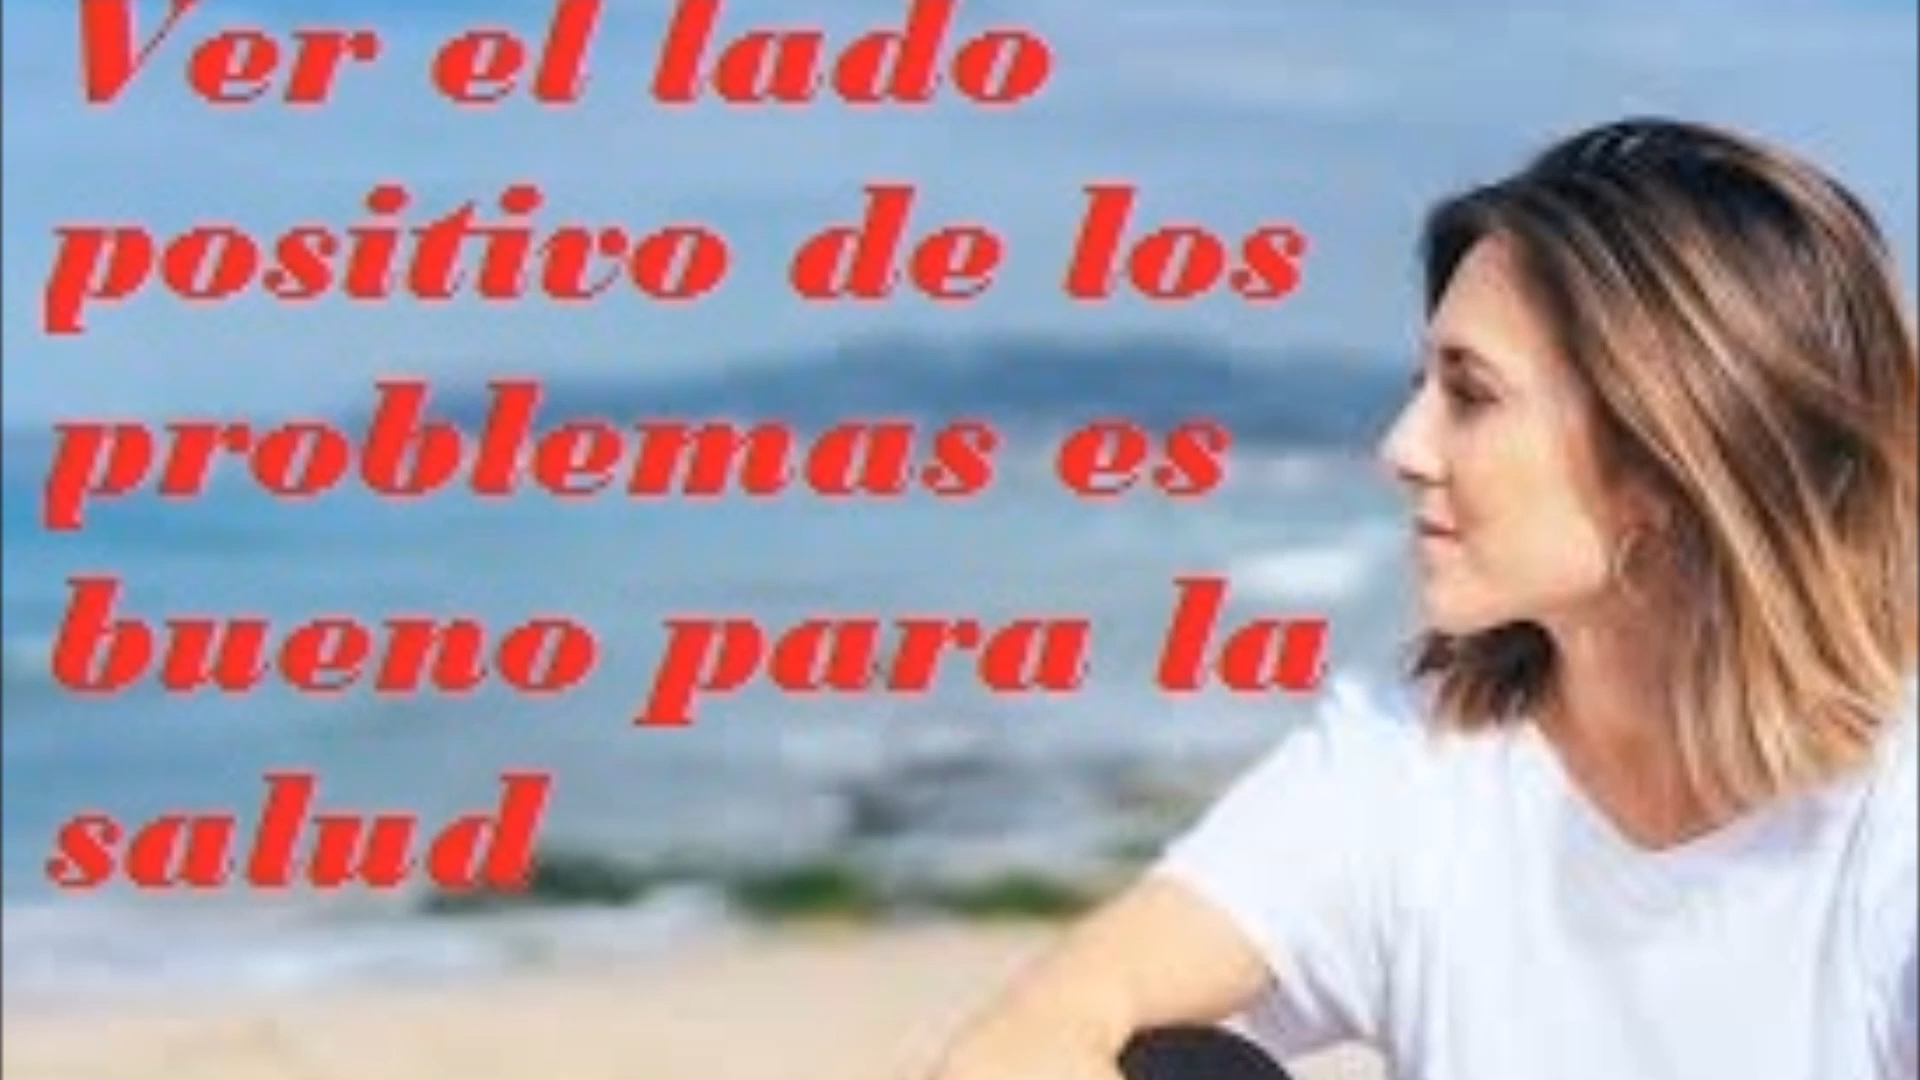 Ver el lado
positivo de los
problemas es
bueno para la
salud